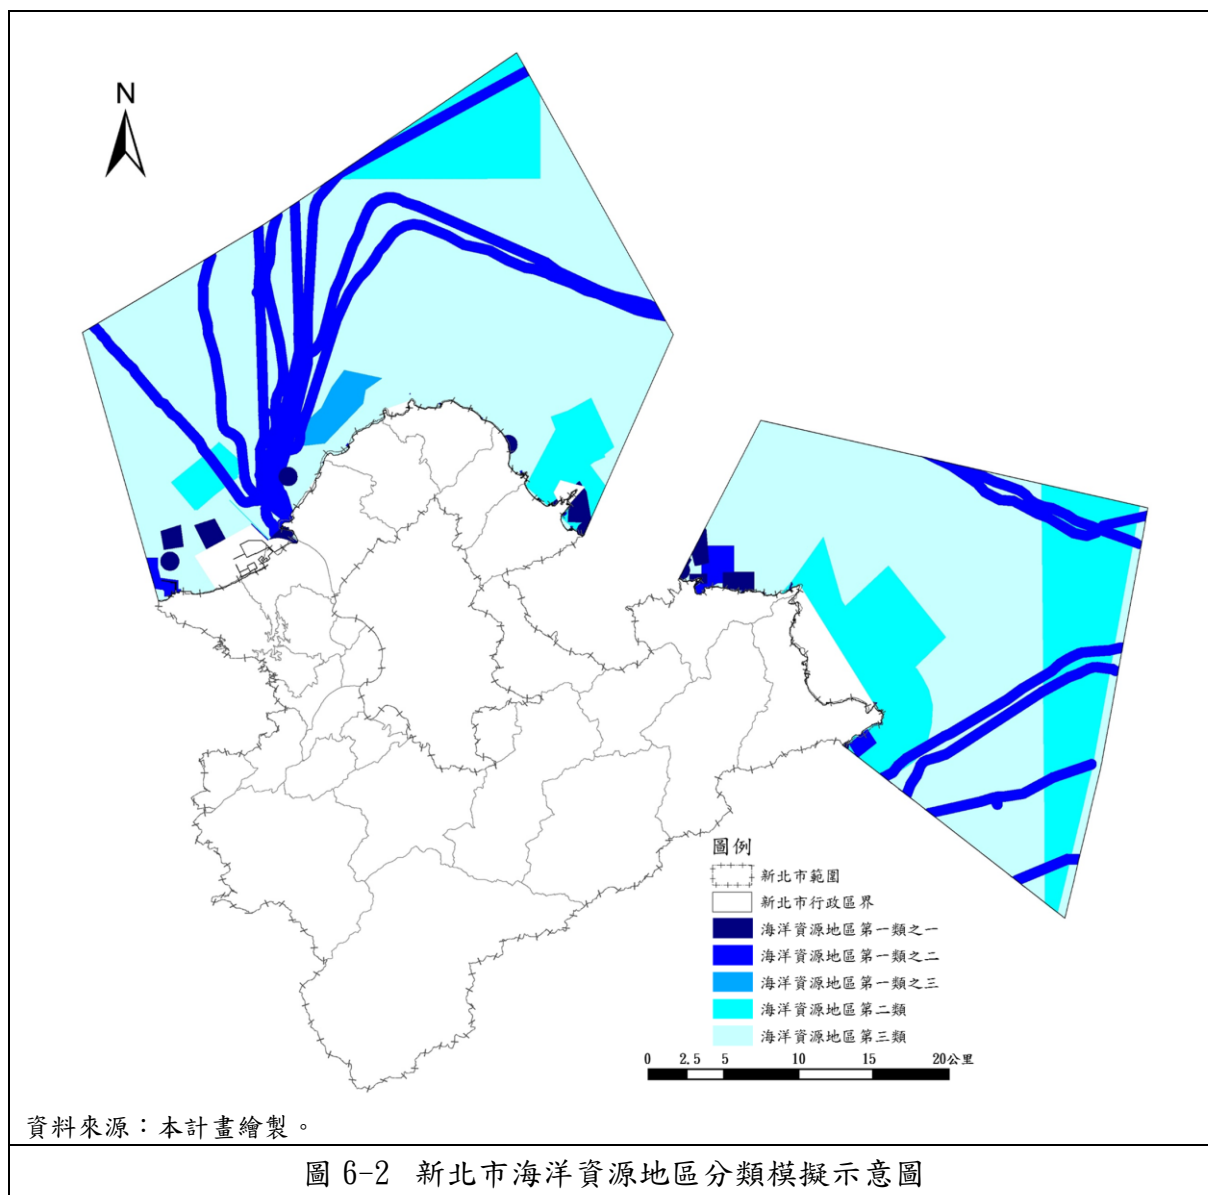 N
圖例
新北市範圍
新北市行政區界
海洋資源地區第一類之一
海洋資源地區第一類之二
海洋資源地區第一類之三
海洋資源地區第二類
海洋資源地區第三類
0 2.5 5 10 15 20公里
資料來源：本計畫繪製。
圖 6-2 新北市海洋資源地區分類模擬示意圖